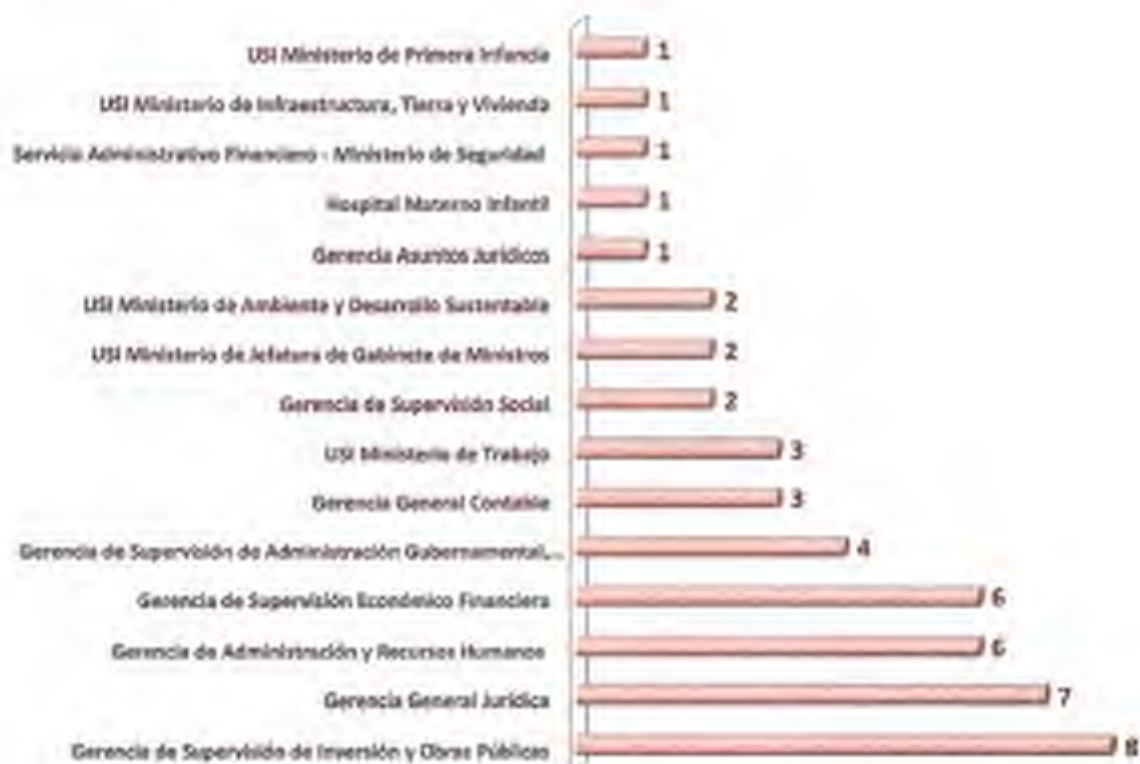 USI Ministerio de Primera Infancia 1
USI Ministerio de Infraestructura, Tierra y Vivienda 1
Servicio Administrativo Financiero - Ministerio de Seguridad 1
Hospital Materno Infantil 1
Gerencia Asuntos Jurídicos 1
USI Ministerio de Ambiente y Desarrollo Sustentable 2
USI Ministerio de Jefatura de Gabinete de Ministros 2
Gerencia de Supervisión Social 2
USI Ministerio de Trabajo 3
Gerencia General Contable 3
Gerencia de Supervisión de Administración Gubernamental,... 4
Gerencia de Supervisión Económico Financiera 6
Gerencia de Administración y Recursos Humanos 6
Gerencia General Jurídica 7
Gerencia de Supervisión de Inversión y Obras Públicas 8